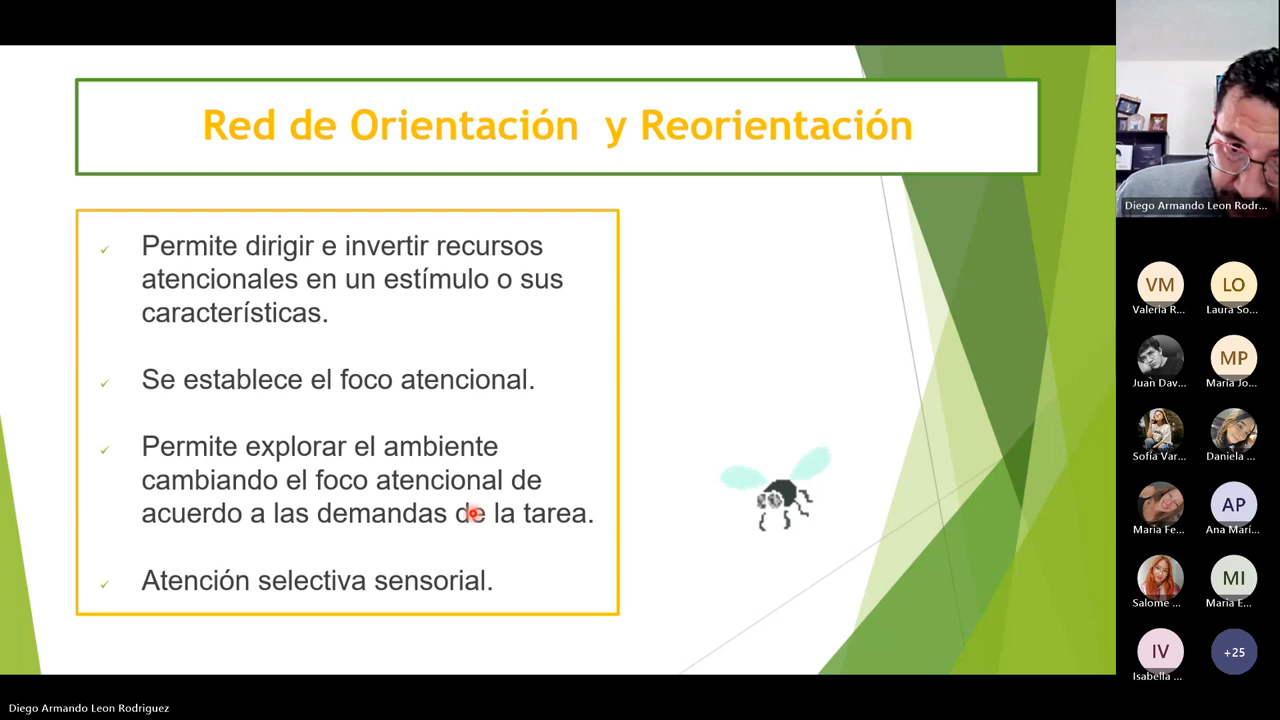 Red de Orientación y Reorientación
Permite dirigir e invertir recursos
atencionales en un estímulo o sus
características.
Se establece el foco atencional.
Permite explorar el ambiente
cambiando el foco atencional de
acuerdo a las demandas de la tarea.
Atención selectiva sensorial.
Diego Armando Leon Rodr...
VM
LO
Valeria R...
Laura So...
MP
Juan Dav...
María Jo...
Sofía Var...
Daniela ...
AP
Maria Fe...
Ana Marí...
MI
Salome ...
Maria E...
IV
+25
Isabella ...
Diego Armando Leon Rodriguez